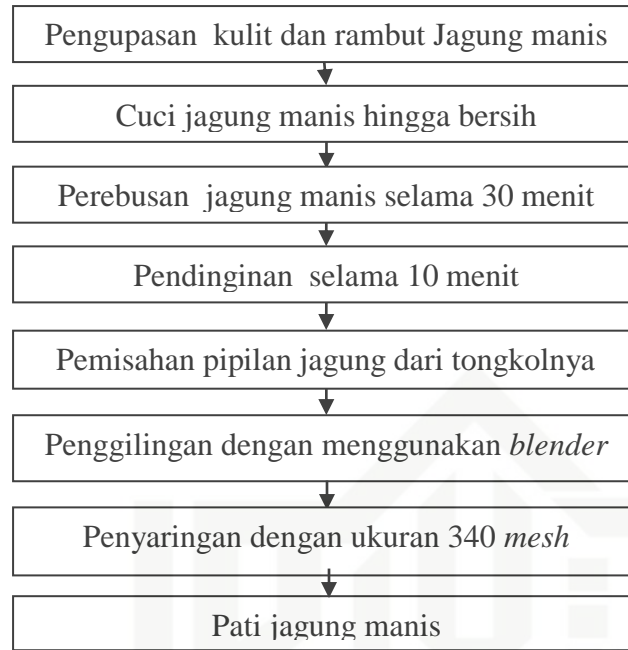 Pengupasan kulit dan rambut Jagung manis
Cuci jagung manis hingga bersih
Perebusan jagung manis selama 30 menit
Pendinginan selama 10 menit
Pemisahan pipilan jagung dari tongkolnya
Penggilingan dengan menggunakan blender
Penyaringan dengan ukuran 340 mesh
Pati jagung manis